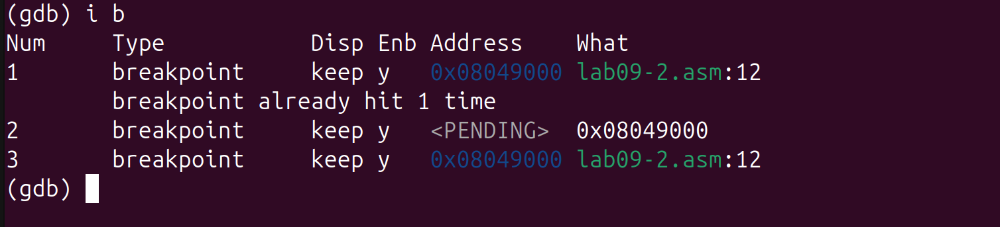 (gdb) i b
Num     Type           Disp Enb Address    What
1       breakpoint     keep y   0x08049000 lab09-2.asm:12
        breakpoint already hit 1 time
2       breakpoint     keep y   <PENDING>  0x08049000
3       breakpoint     keep y   0x08049000 lab09-2.asm:12
(gdb)